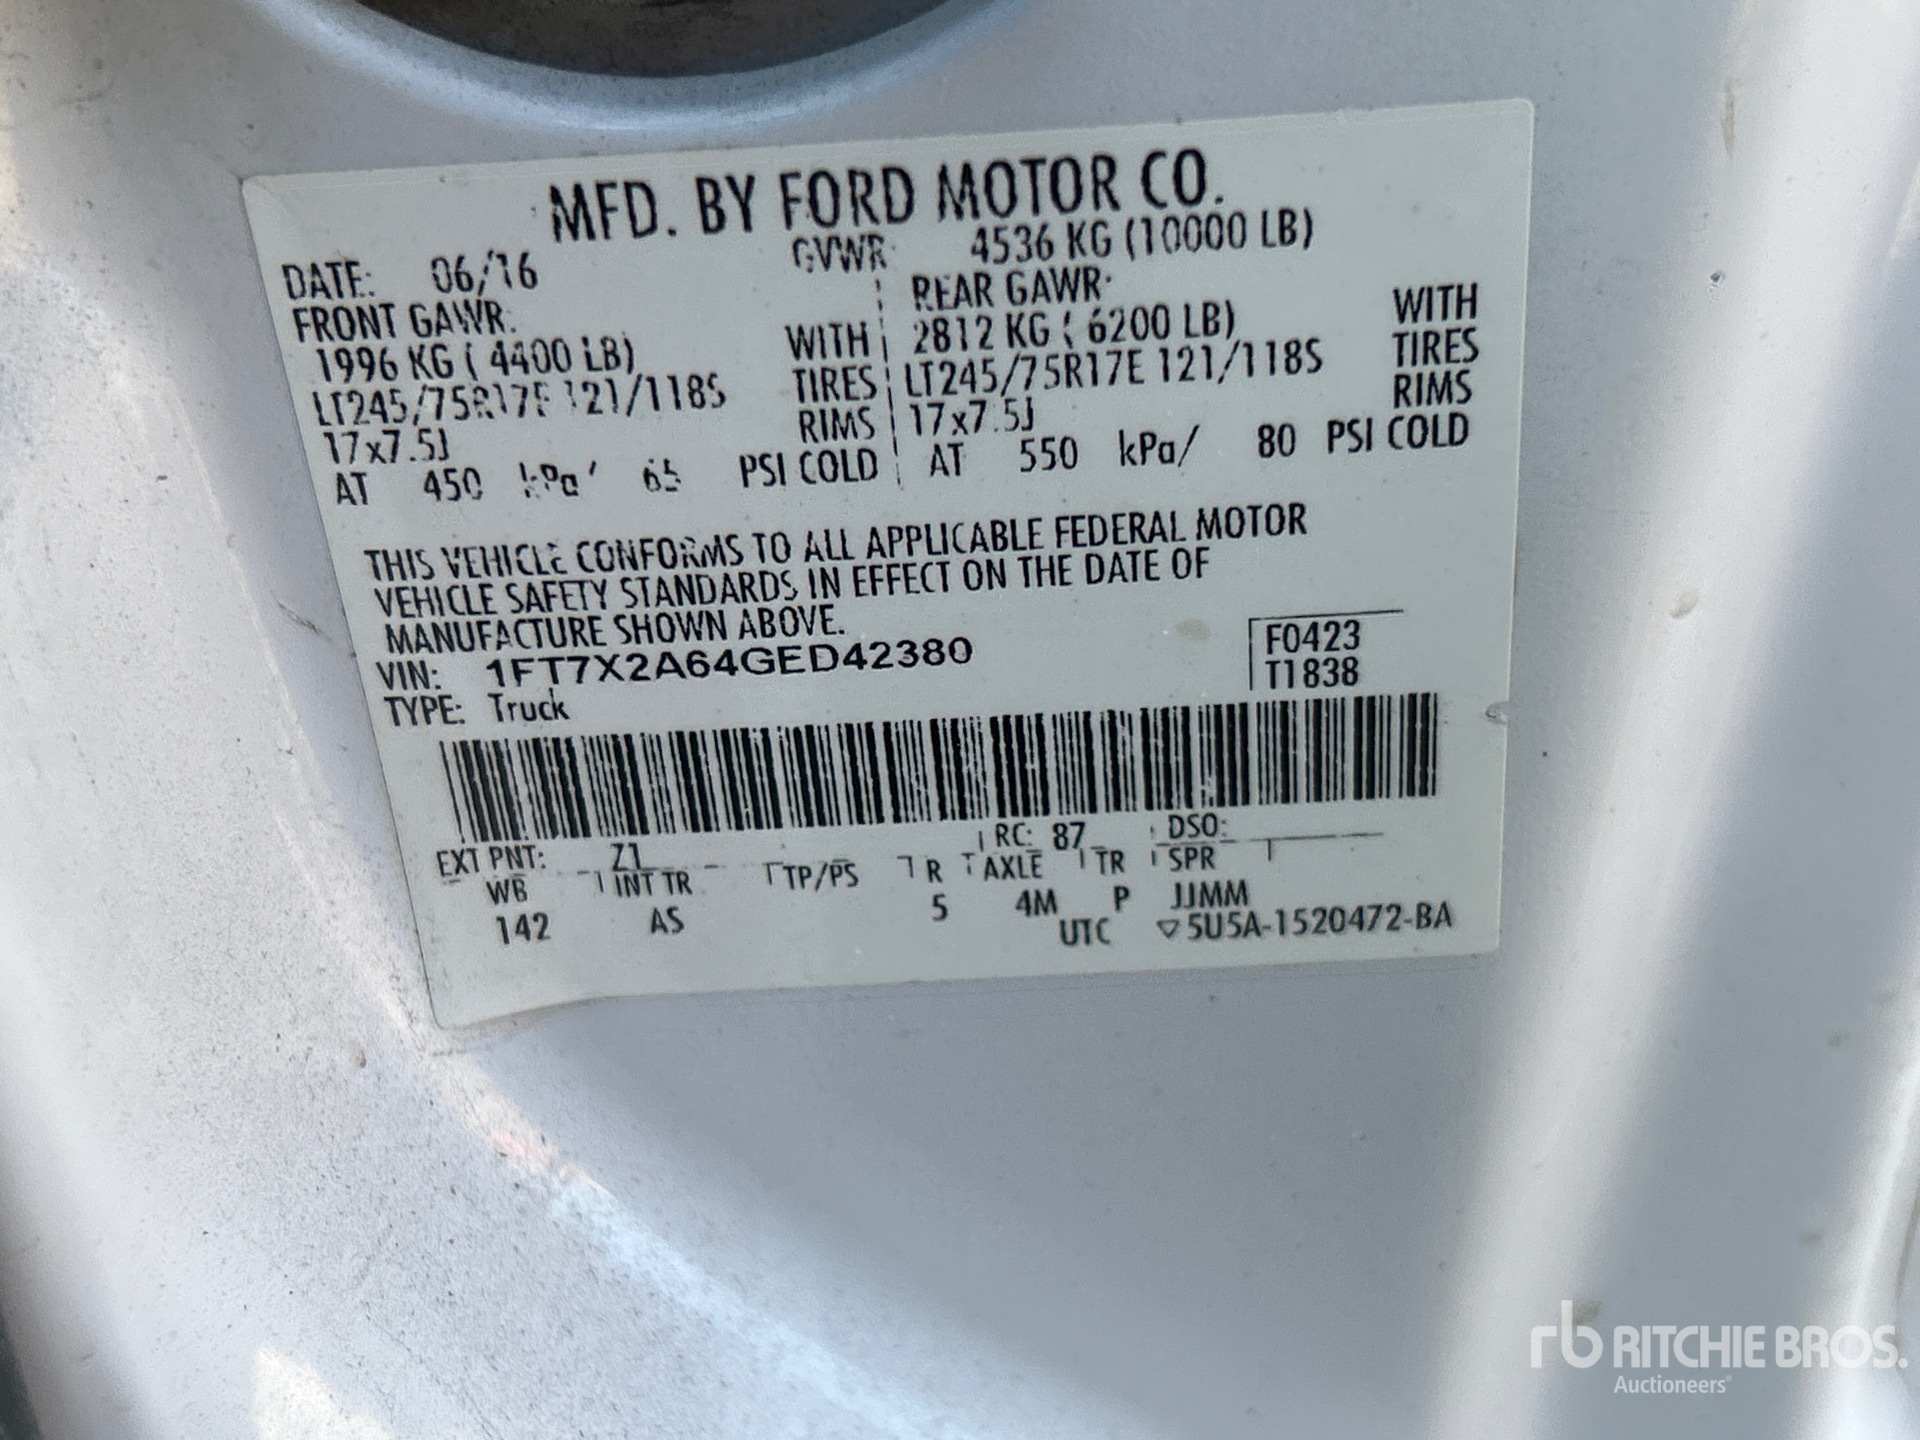 MFD. BY FORD MOTOR CO.
DATE: 06/16 GVWR: 4536 KG (10000 LB)
FRONT GAWR: REAR GAWR:
1996 KG ( 4400 LB) WITH 2812 KG ( 6200 LB) WITH
LT245/75R17E 121/118S TIRES LT245/75R17E 121/118S TIRES
17x7.5J RIMS 17x7.5J RIMS
AT 450 kPa/ 65 PSI COLD AT 550 kPa/ 80 PSI COLD
THIS VEHICLE CONFORMS TO ALL APPLICABLE FEDERAL MOTOR
VEHICLE SAFETY STANDARDS IN EFFECT ON THE DATE OF
MANUFACTURE SHOWN ABOVE.
VIN: 1FT7X2A64GED42380
TYPE: Truck
F0423
T1838
EXT PNT: Z1 RC: 87 DSO:
WB INT TR TP/PS R AXLE TR SPR
142 AS 5 4M P JJMM
UTC ▽5U5A-1520472-BA
rb RITCHIE BROS.
Auctioneers